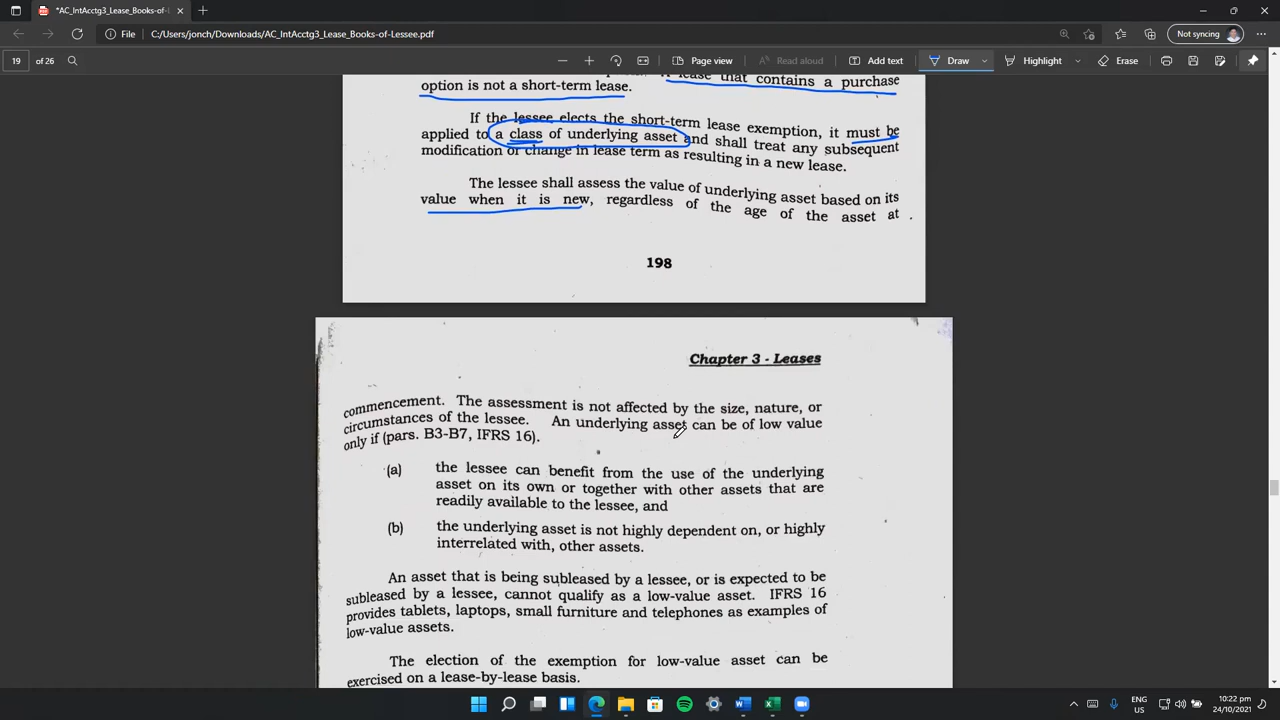 *AC_IntAcctg3_Lease_Books-of-L
File
C:/Users/jonch/Downloads/AC_IntAcctg3_Lease_Books-of-Lessee.pdf
Not syncing
19 of 26
Page view
Read aloud
Add text
Draw
Highlight
Erase
A lease that contains a purchase
option is not a short-term lease.
If the lessee elects the short-term lease exemption, it must be
applied to a class of underlying asset and shall treat any subsequent
modification or change in lease term as resulting in a new lease.
The lessee shall assess the value of underlying asset based on its
value when it is new, regardless of the age of the asset at
198
Chapter 3 - Leases
commencement. The assessment is not affected by the size, nature, or
circumstances of the lessee. An underlying asset can be of low value
only if (pars. B3-B7, IFRS 16).
(a) the lessee can benefit from the use of the underlying
asset on its own or together with other assets that are
readily available to the lessee, and
(b) the underlying asset is not highly dependent on, or highly
interrelated with, other assets.
An asset that is being subleased by a lessee, or is expected to be
subleased by a lessee, cannot qualify as a low-value asset. IFRS 16
provides tablets, laptops, small furniture and telephones as examples of
low-value assets.
The election of the exemption for low-value asset can be
exercised on a lease-by-lease basis.
ENG
US
10:22 pm
24/10/2021